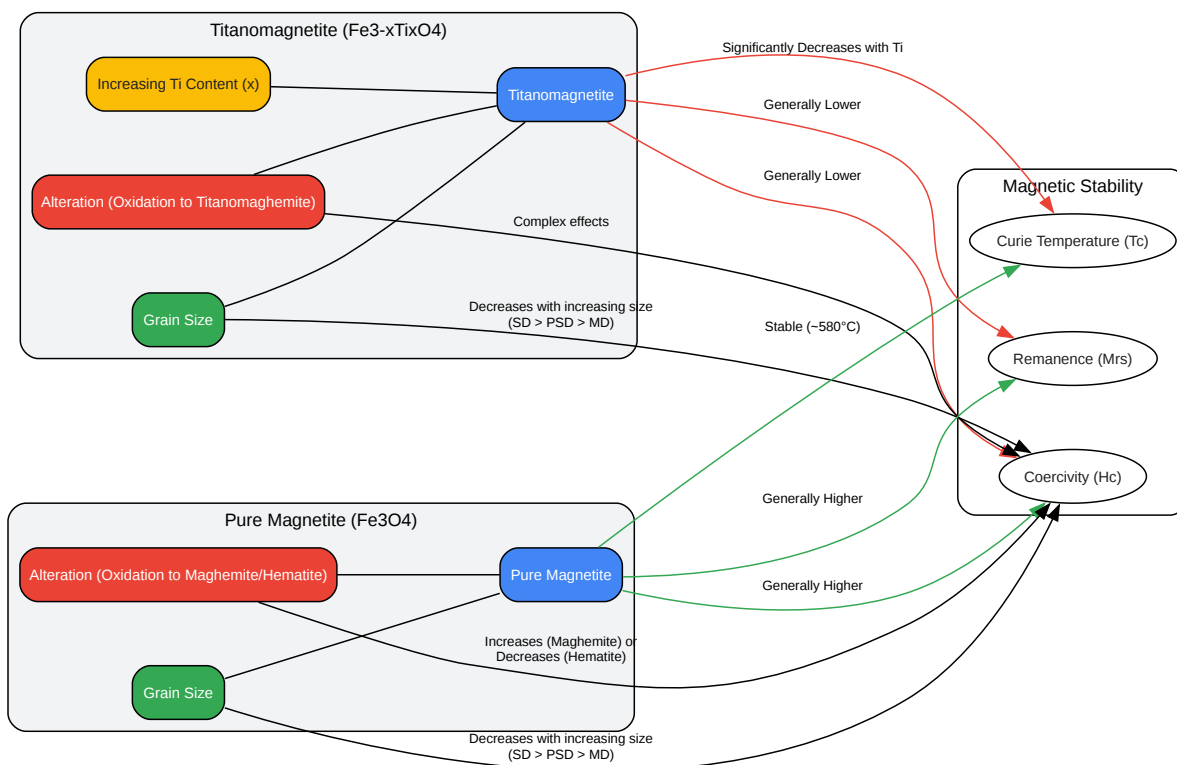 Titanomagnetite (Fe3-xTixO4)
Increasing Ti Content (x)
Titanomagnetite
Alteration (Oxidation to Titanomaghemite)
Grain Size
Significantly Decreases with Ti
Generally Lower
Generally Lower
Complex effects
Decreases with increasing size
(SD > PSD > MD)
Stable (~580°C)
Magnetic Stability
Curie Temperature (Tc)
Remanence (Mrs)
Coercivity (Hc)
Pure Magnetite (Fe3O4)
Alteration (Oxidation to Maghemite/Hematite)
Pure Magnetite
Grain Size
Generally Higher
Generally Higher
Increases (Maghemite) or
Decreases (Hematite)
Decreases with increasing size
(SD > PSD > MD)